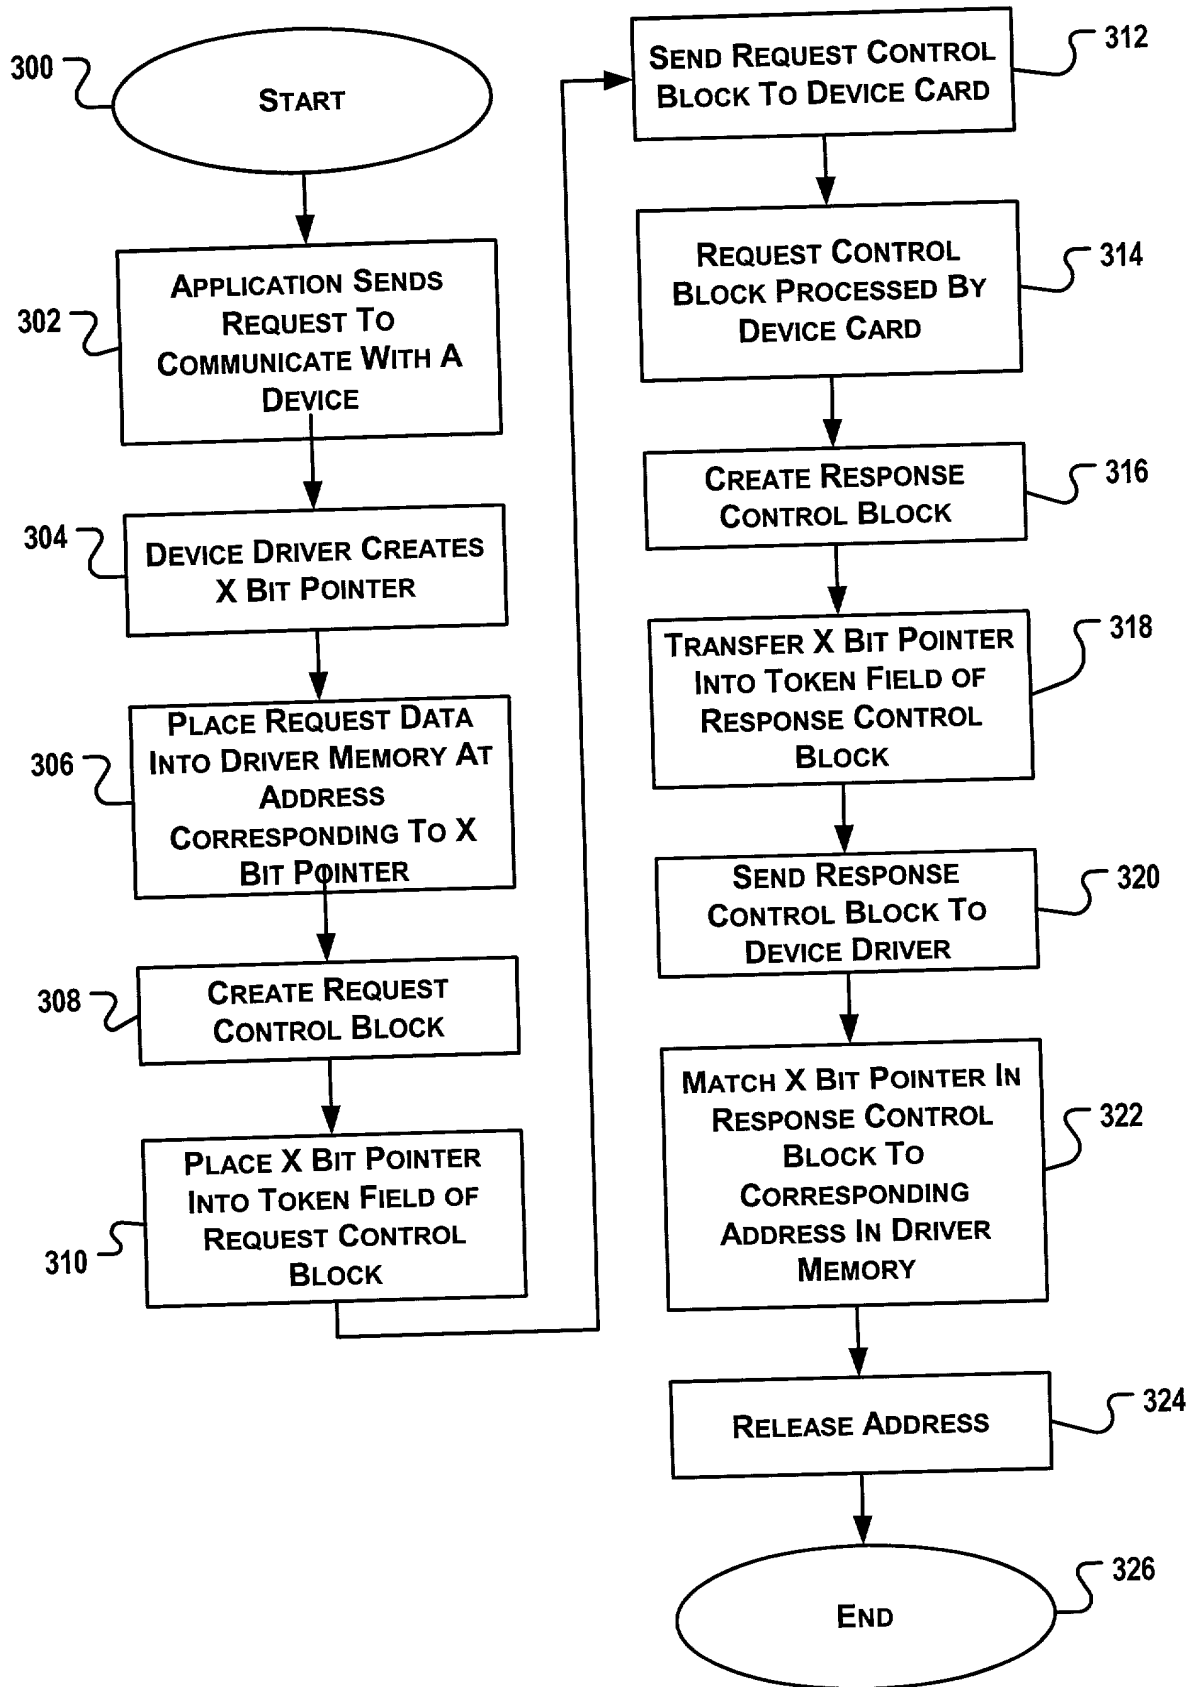 300
START
302
APPLICATION SENDS
REQUEST TO
COMMUNICATE WITH A
DEVICE
304
DEVICE DRIVER CREATES
X BIT POINTER
306
PLACE REQUEST DATA
INTO DRIVER MEMORY AT
ADDRESS
CORRESPONDING TO X
BIT POINTER
308
CREATE REQUEST
CONTROL BLOCK
310
PLACE X BIT POINTER
INTO TOKEN FIELD OF
REQUEST CONTROL
BLOCK
312
SEND REQUEST CONTROL
BLOCK TO DEVICE CARD
314
REQUEST CONTROL
BLOCK PROCESSED BY
DEVICE CARD
316
CREATE RESPONSE
CONTROL BLOCK
318
TRANSFER X BIT POINTER
INTO TOKEN FIELD OF
RESPONSE CONTROL
BLOCK
320
SEND RESPONSE
CONTROL BLOCK TO
DEVICE DRIVER
322
MATCH X BIT POINTER IN
RESPONSE CONTROL
BLOCK TO
CORRESPONDING
ADDRESS IN DRIVER
MEMORY
324
RELEASE ADDRESS
326
END